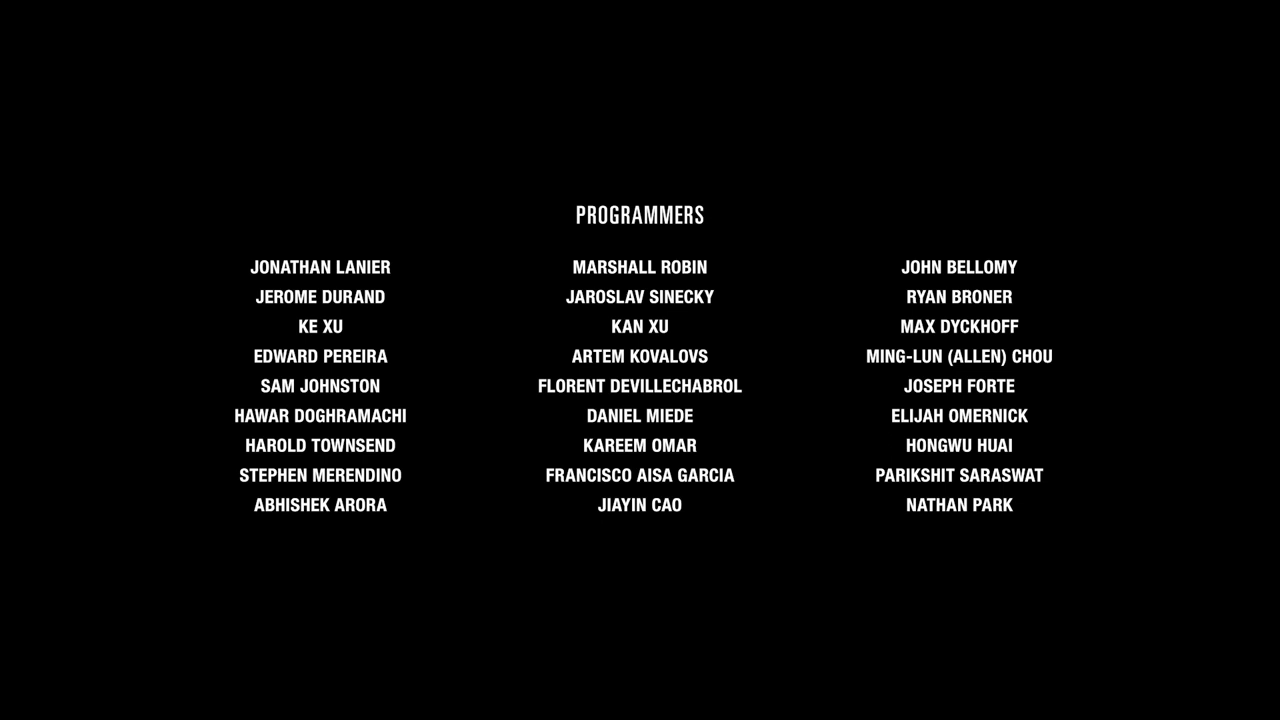 PROGRAMMERS
JONATHAN LANIER MARSHALL ROBIN JOHN BELLOMY
JEROME DURAND JAROSLAV SINECKY RYAN BRONER
KE XU KAN XU MAX DYCKHOFF
EDWARD PEREIRA ARTEM KOVALOVS MING-LUN (ALLEN) CHOU
SAM JOHNSTON FLORENT DEVILLECHABROL JOSEPH FORTE
HAWAR DOGHRAMACHI DANIEL MIEDE ELIJAH OMERNICK
HAROLD TOWNSEND KAREEM OMAR HONGWU HUAI
STEPHEN MERENDINO FRANCISCO AISA GARCIA PARIKSHIT SARASWAT
ABHISHEK ARORA JIAYIN CAO NATHAN PARK